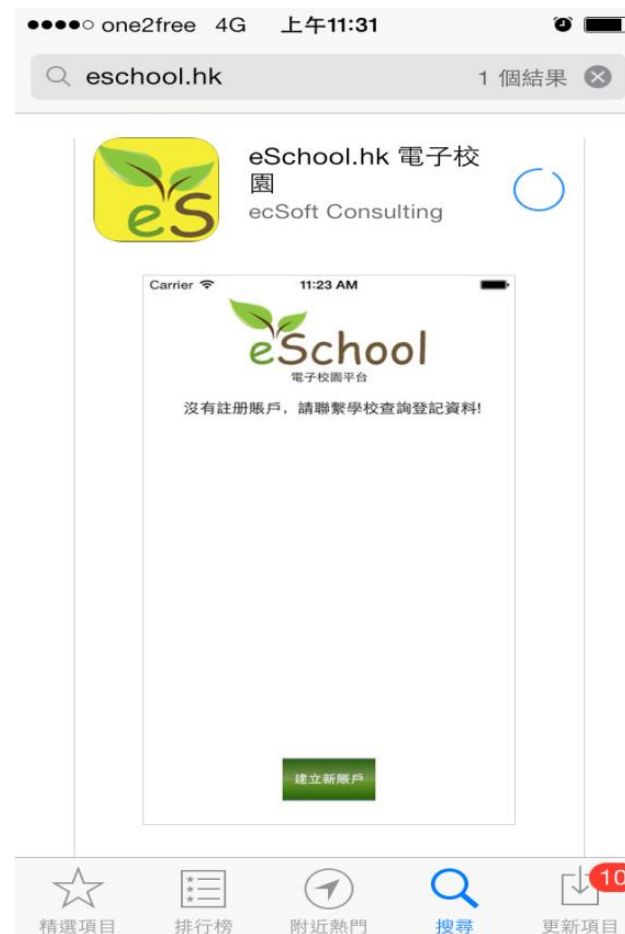 one2free 4G 上午11:31
eschool.hk 1 個結果
eSchool.hk 電子校
園
ecSoft Consulting
eS
Carrier 11:23 AM
eSchool
電子校園平台
沒有註册賬戶，請聯繫學校查詢登記資料!
建立新賬戶
10
精選項目 排行榜 附近熱門 搜尋 更新項目